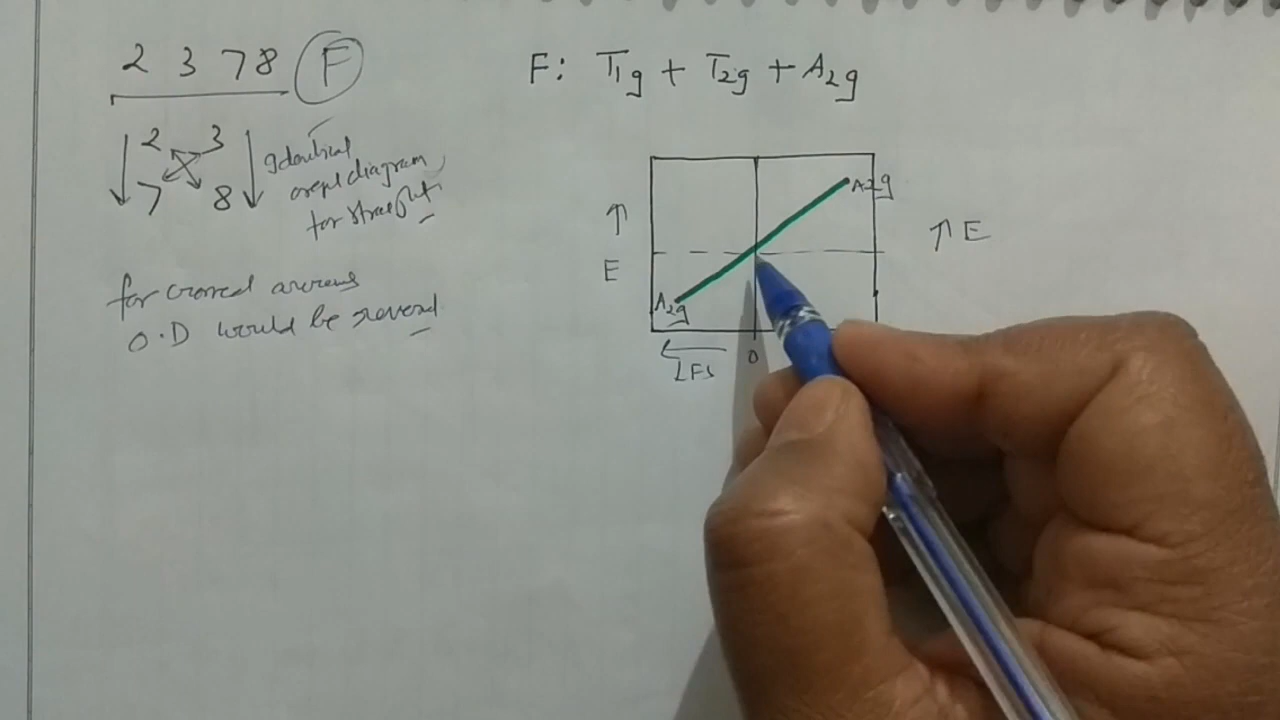 2 3 7 8 F
2 3
7 8
Identical
orgel diagram
for straight
for crossed arrows
O.D would be reversed
F: T1g + T2g + A2g
A2g
↑ E
↑
E
A2g
LFS
0